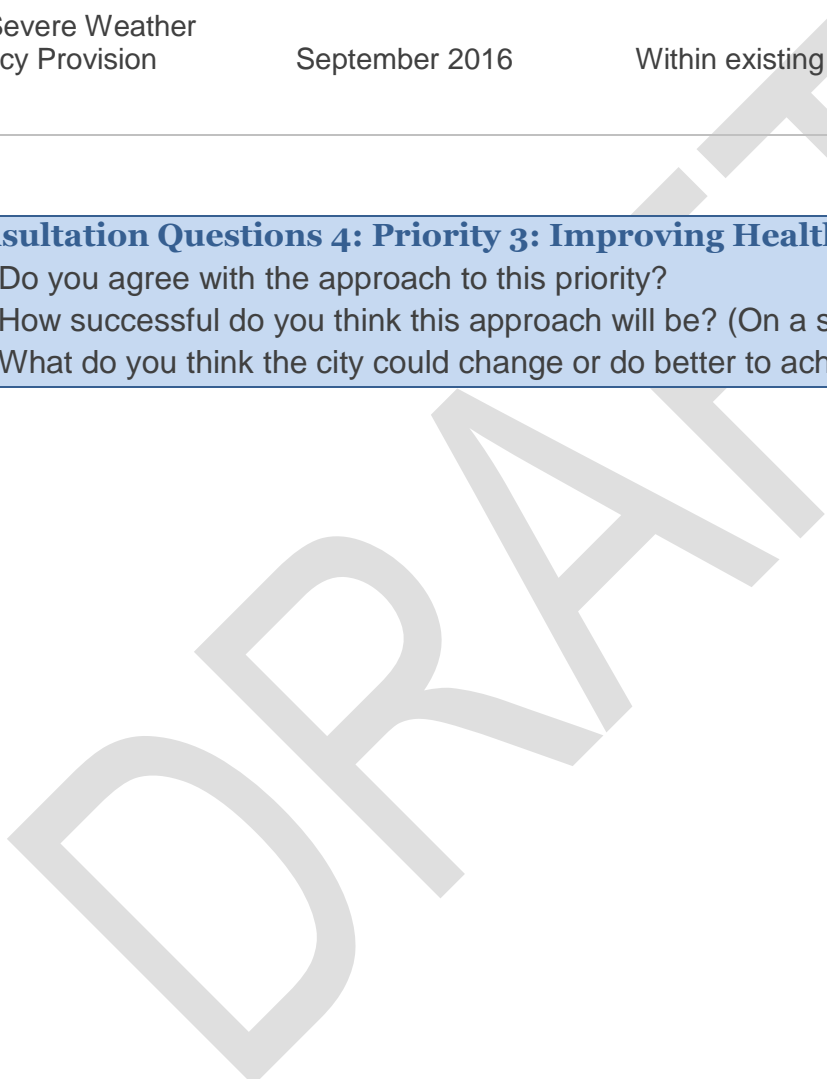 Severe Weather
cy Provision September 2016 Within existing
nsultation Questions 4: Priority 3: Improving Health
Do you agree with the approach to this priority?
How successful do you think this approach will be? (On a s
What do you think the city could change or do better to ach
DRAFT